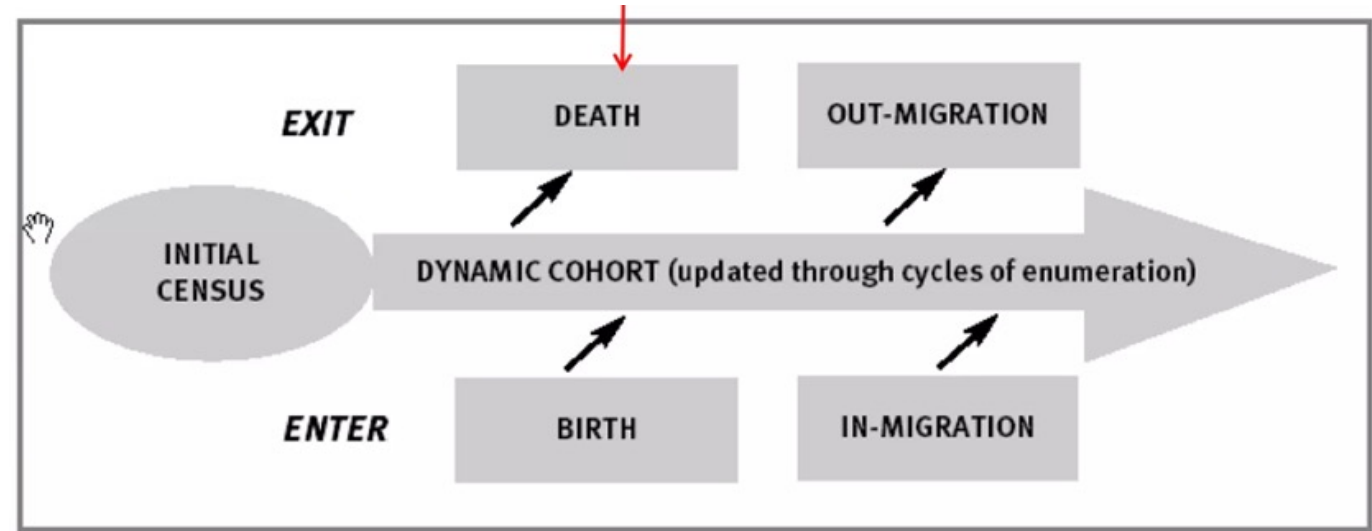 EXIT
DEATH
OUT-MIGRATION
INITIAL
CENSUS
DYNAMIC COHORT (updated through cycles of enumeration)
ENTER
BIRTH
IN-MIGRATION